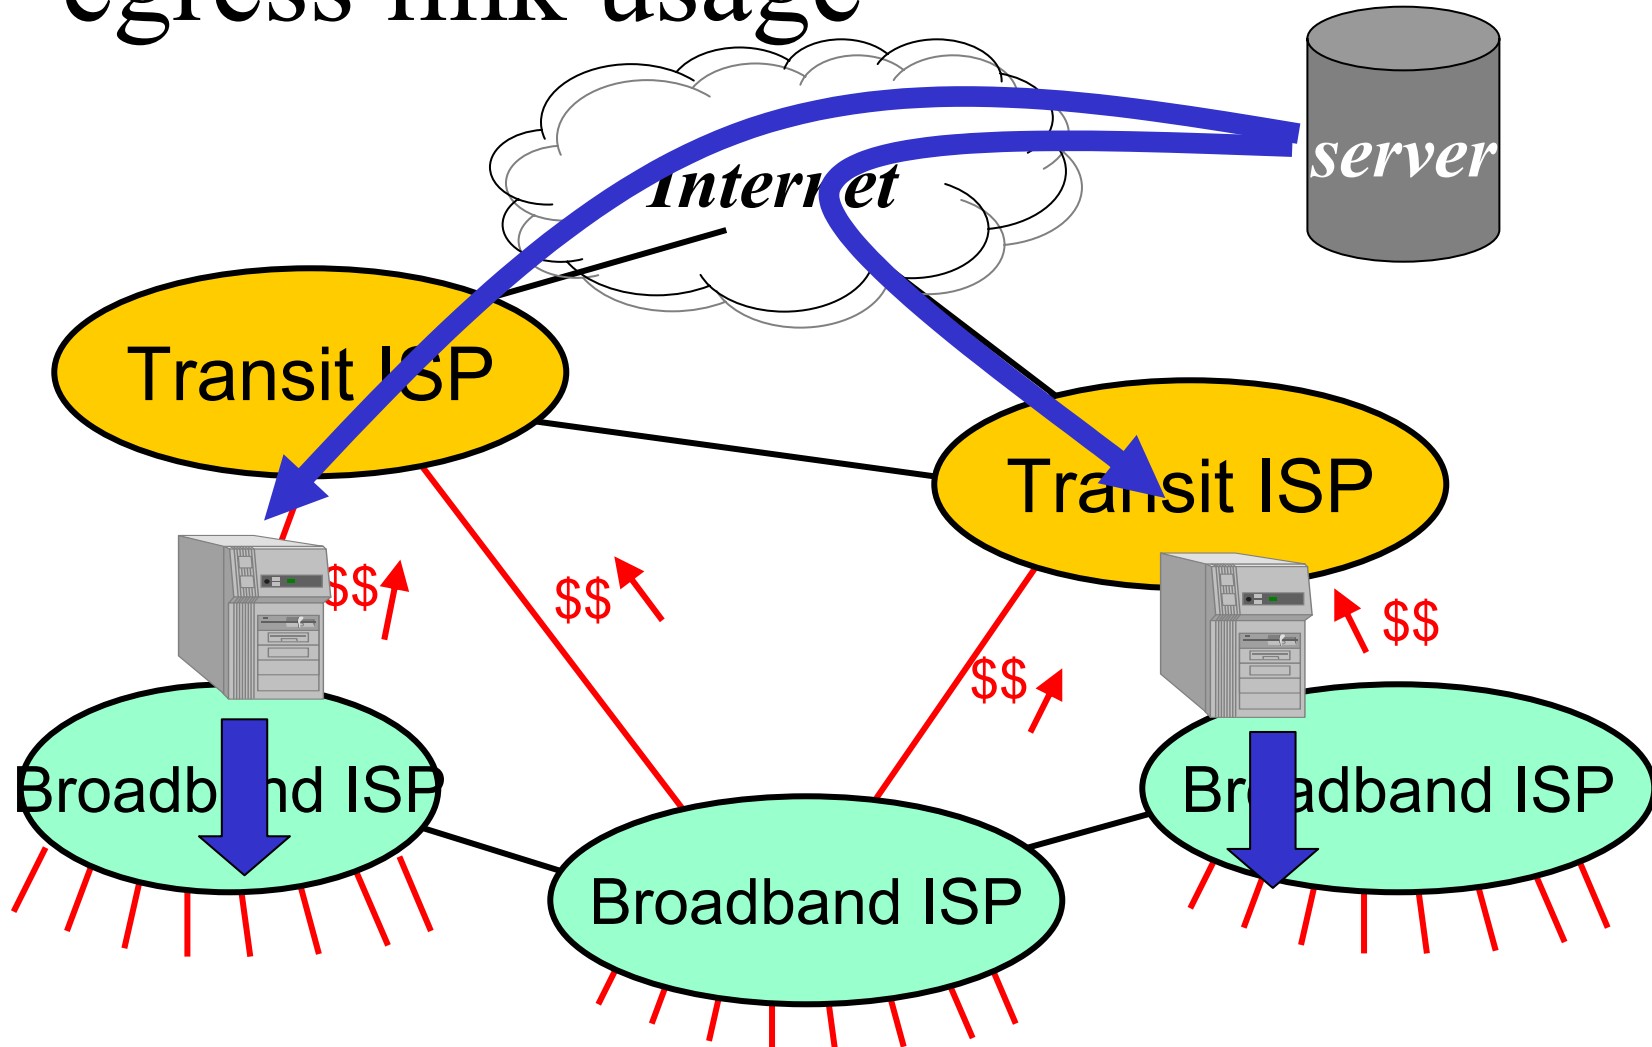 egress link usage
server
Internet
Transit ISP
Transit ISP
$$
$$
$$
$$
Broadband ISP
Broadband ISP
Broadband ISP